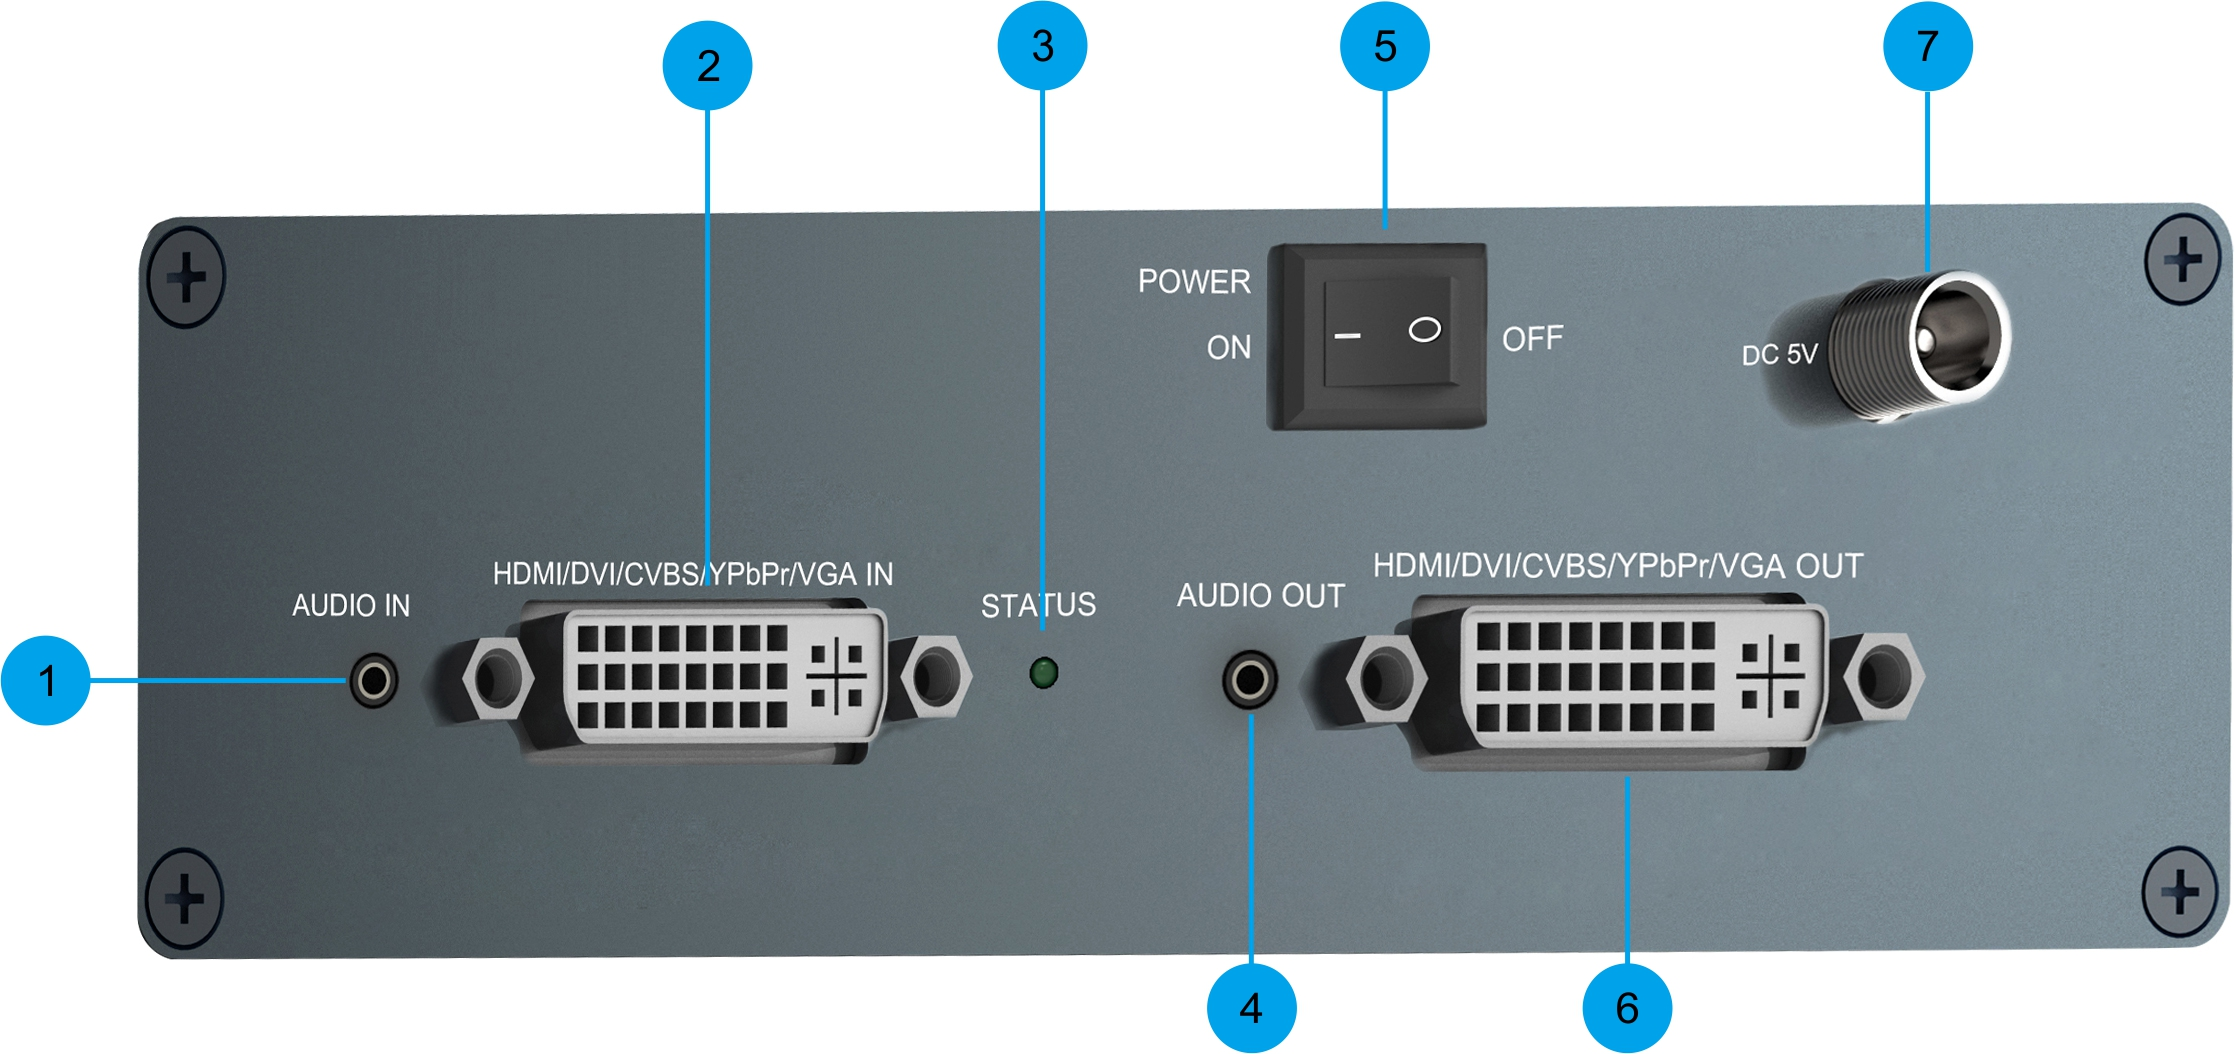 2
3
5
7
POWER
ON
OFF
DC 5V
HDMI/DVI/CVBS/YPbPr/VGA IN
HDMI/DVI/CVBS/YPbPr/VGA OUT
AUDIO IN
STATUS
AUDIO OUT
1
4
6